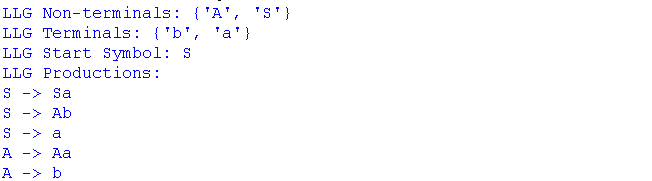 LLG Non-terminals: {'A', 'S'}
LLG Terminals: {'b', 'a'}
LLG Start Symbol: S
LLG Productions:
S -> Sa
S -> Ab
S -> a
A -> Aa
A -> b